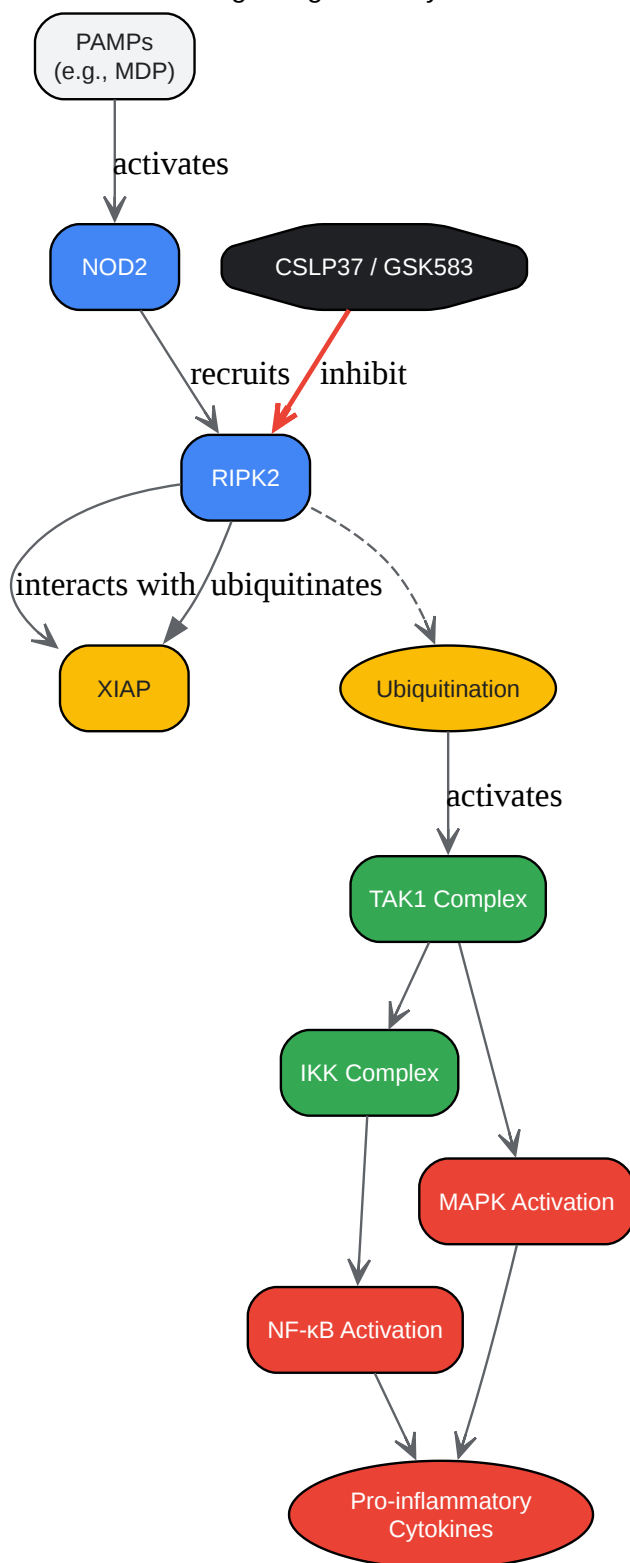 PAMPs
(e.g., MDP)
activates
NOD2
CSLP37 / GSK583
recruits
inhibit
RIPK2
interacts with
ubiquitinates
XIAP
Ubiquitination
activates
TAK1 Complex
IKK Complex
MAPK Activation
NF-κB Activation
Pro-inflammatory
Cytokines